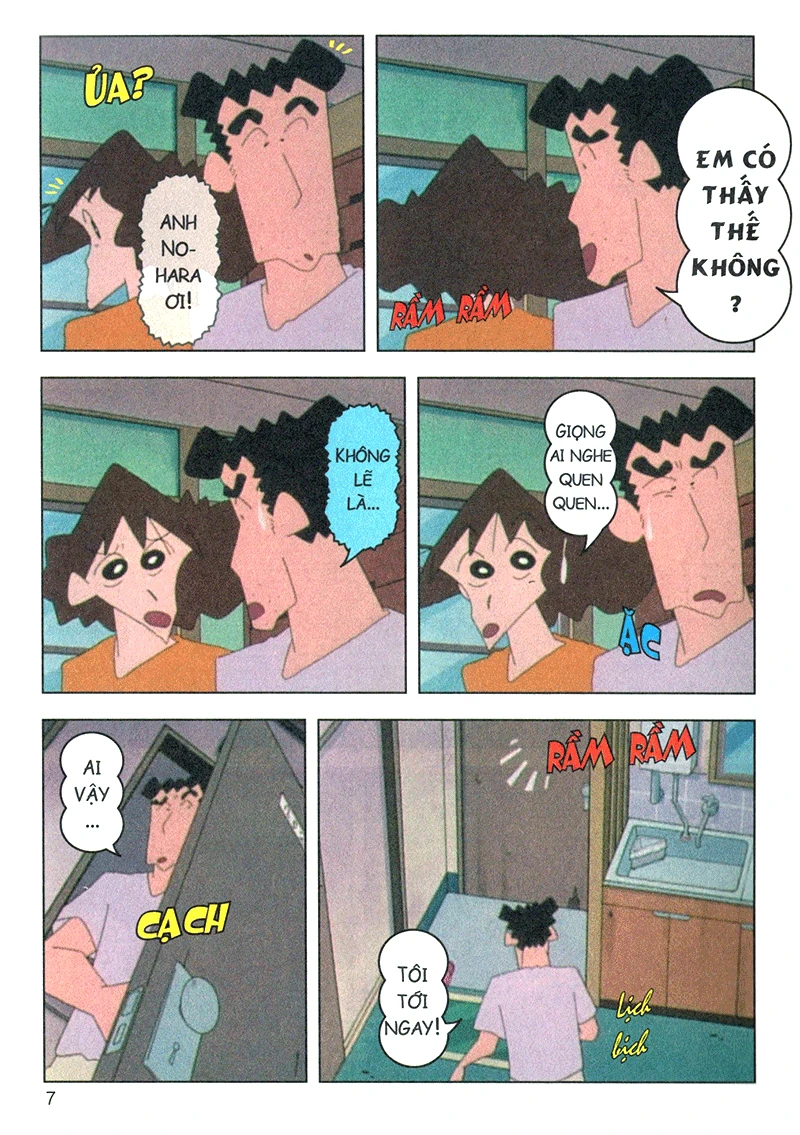 ỦA?
ANH
NO-
HARA
ƠI!
EM CÓ
THẤY
THẾ
KHÔNG
?
RẦM RẦM
KHÔNG
LẼ
LÀ...
GIỌNG
AI NGHE
QUEN
QUEN...
ẶC
AI
VẬY
...
CẠCH
RẦM RẦM
TÔI
TỚI
NGAY!
Lịch
bịch
7